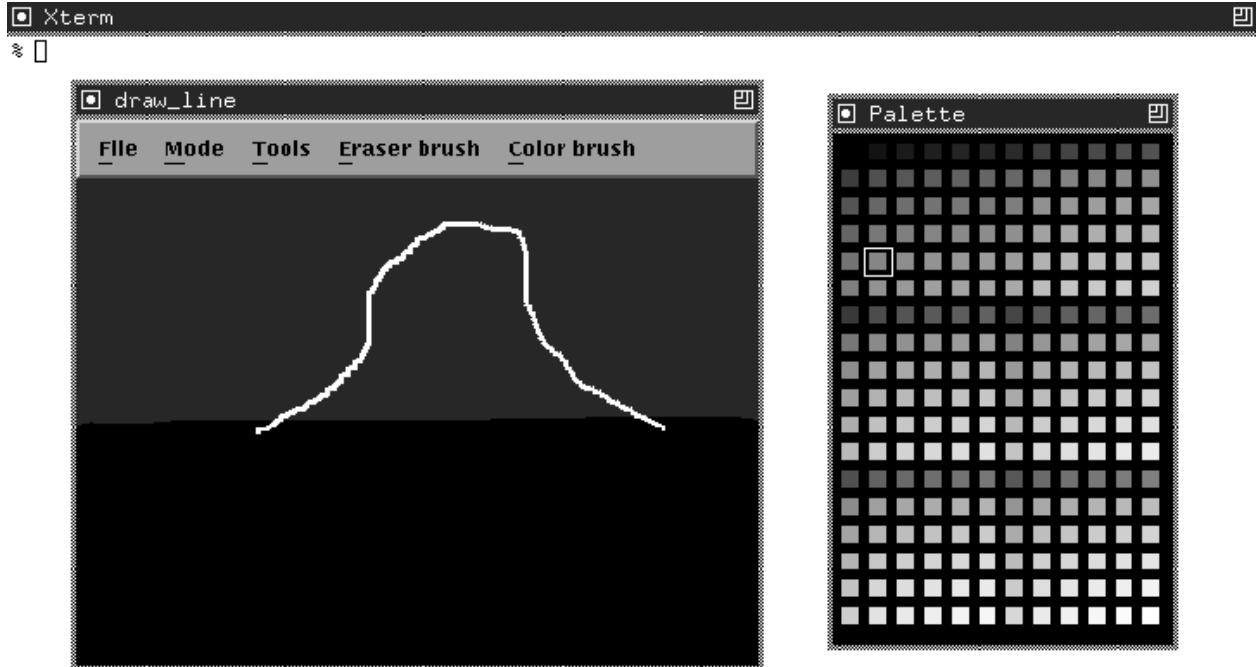 Xterm
%
draw_line
Palette
File Mode Tools Eraser brush Color brush